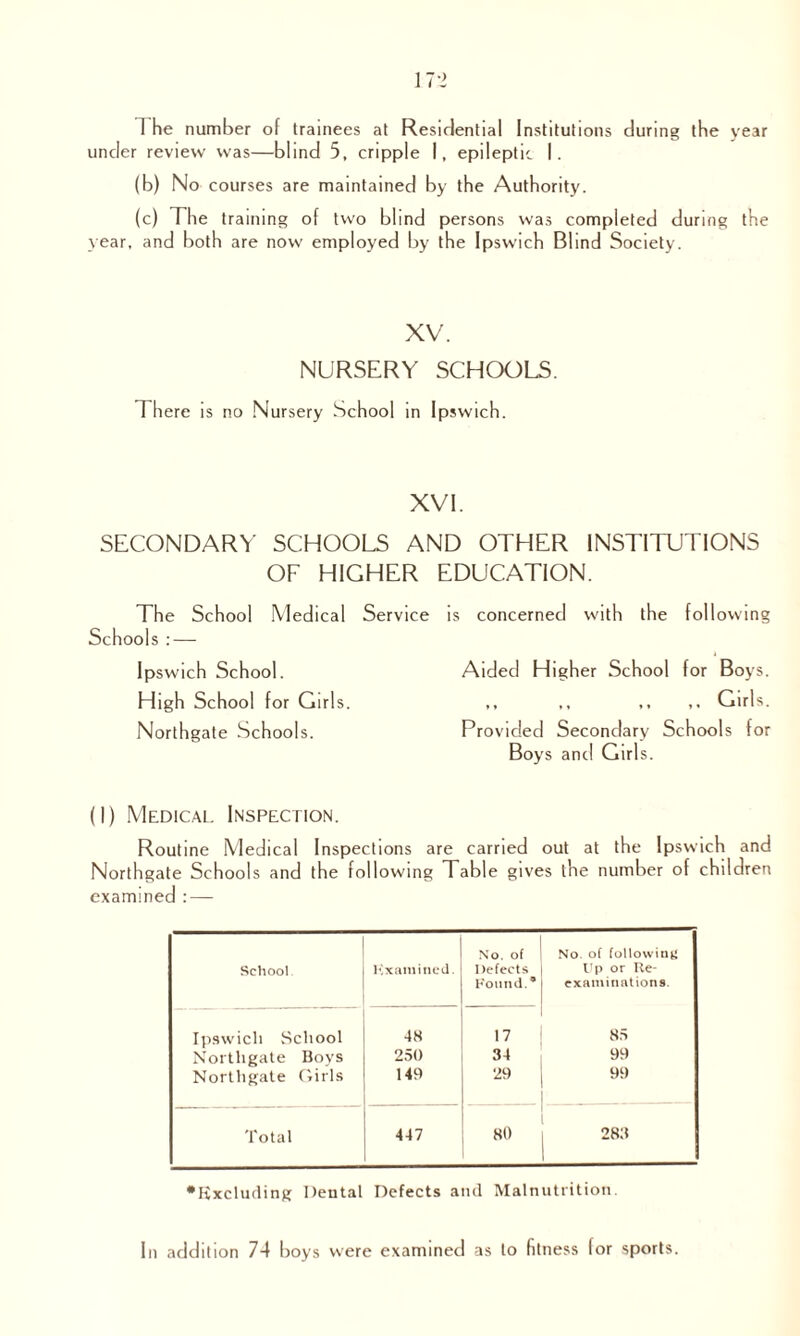 172
The number of trainees at Residential Institutions during the year
under review was—blind 5, cripple 1, epileptic 1.
(b) No courses are maintained by the Authority.
(c) The training of two blind persons was completed during the
year, and both are now employed by the Ipswich Blind Society.
XV.
NURSERY SCHOOLS.
There is no Nursery School in Ipswich.
XVI.
SECONDARY SCHOOLS AND OTHER INSTITUTIONS
OF HIGHER EDUCATION.
The School Medical Service is concerned with the following
Schools :—
Ipswich School. Aided Higher School for Boys.
High School for Girls. ,, ,, ,, ,, Girls.
Northgate Schools. Provided Secondary Schools for
Boys and Girls.
(1) MEDICAL INSPECTION.
Routine Medical Inspections are carried out at the Ipswich and
Northgate Schools and the following Table gives the number of children
examined :—
School. Examined. No. of Defects Found.* No. of following Up or Re-examinations.
Ipswich School 48 17 85
Northgate Boys 250 34 99
Northgate Girls 149 29 99
Total 447 80 283
*Excluding Dental Defects and Malnutrition.
In addition 74 boys were examined as to fitness for sports.